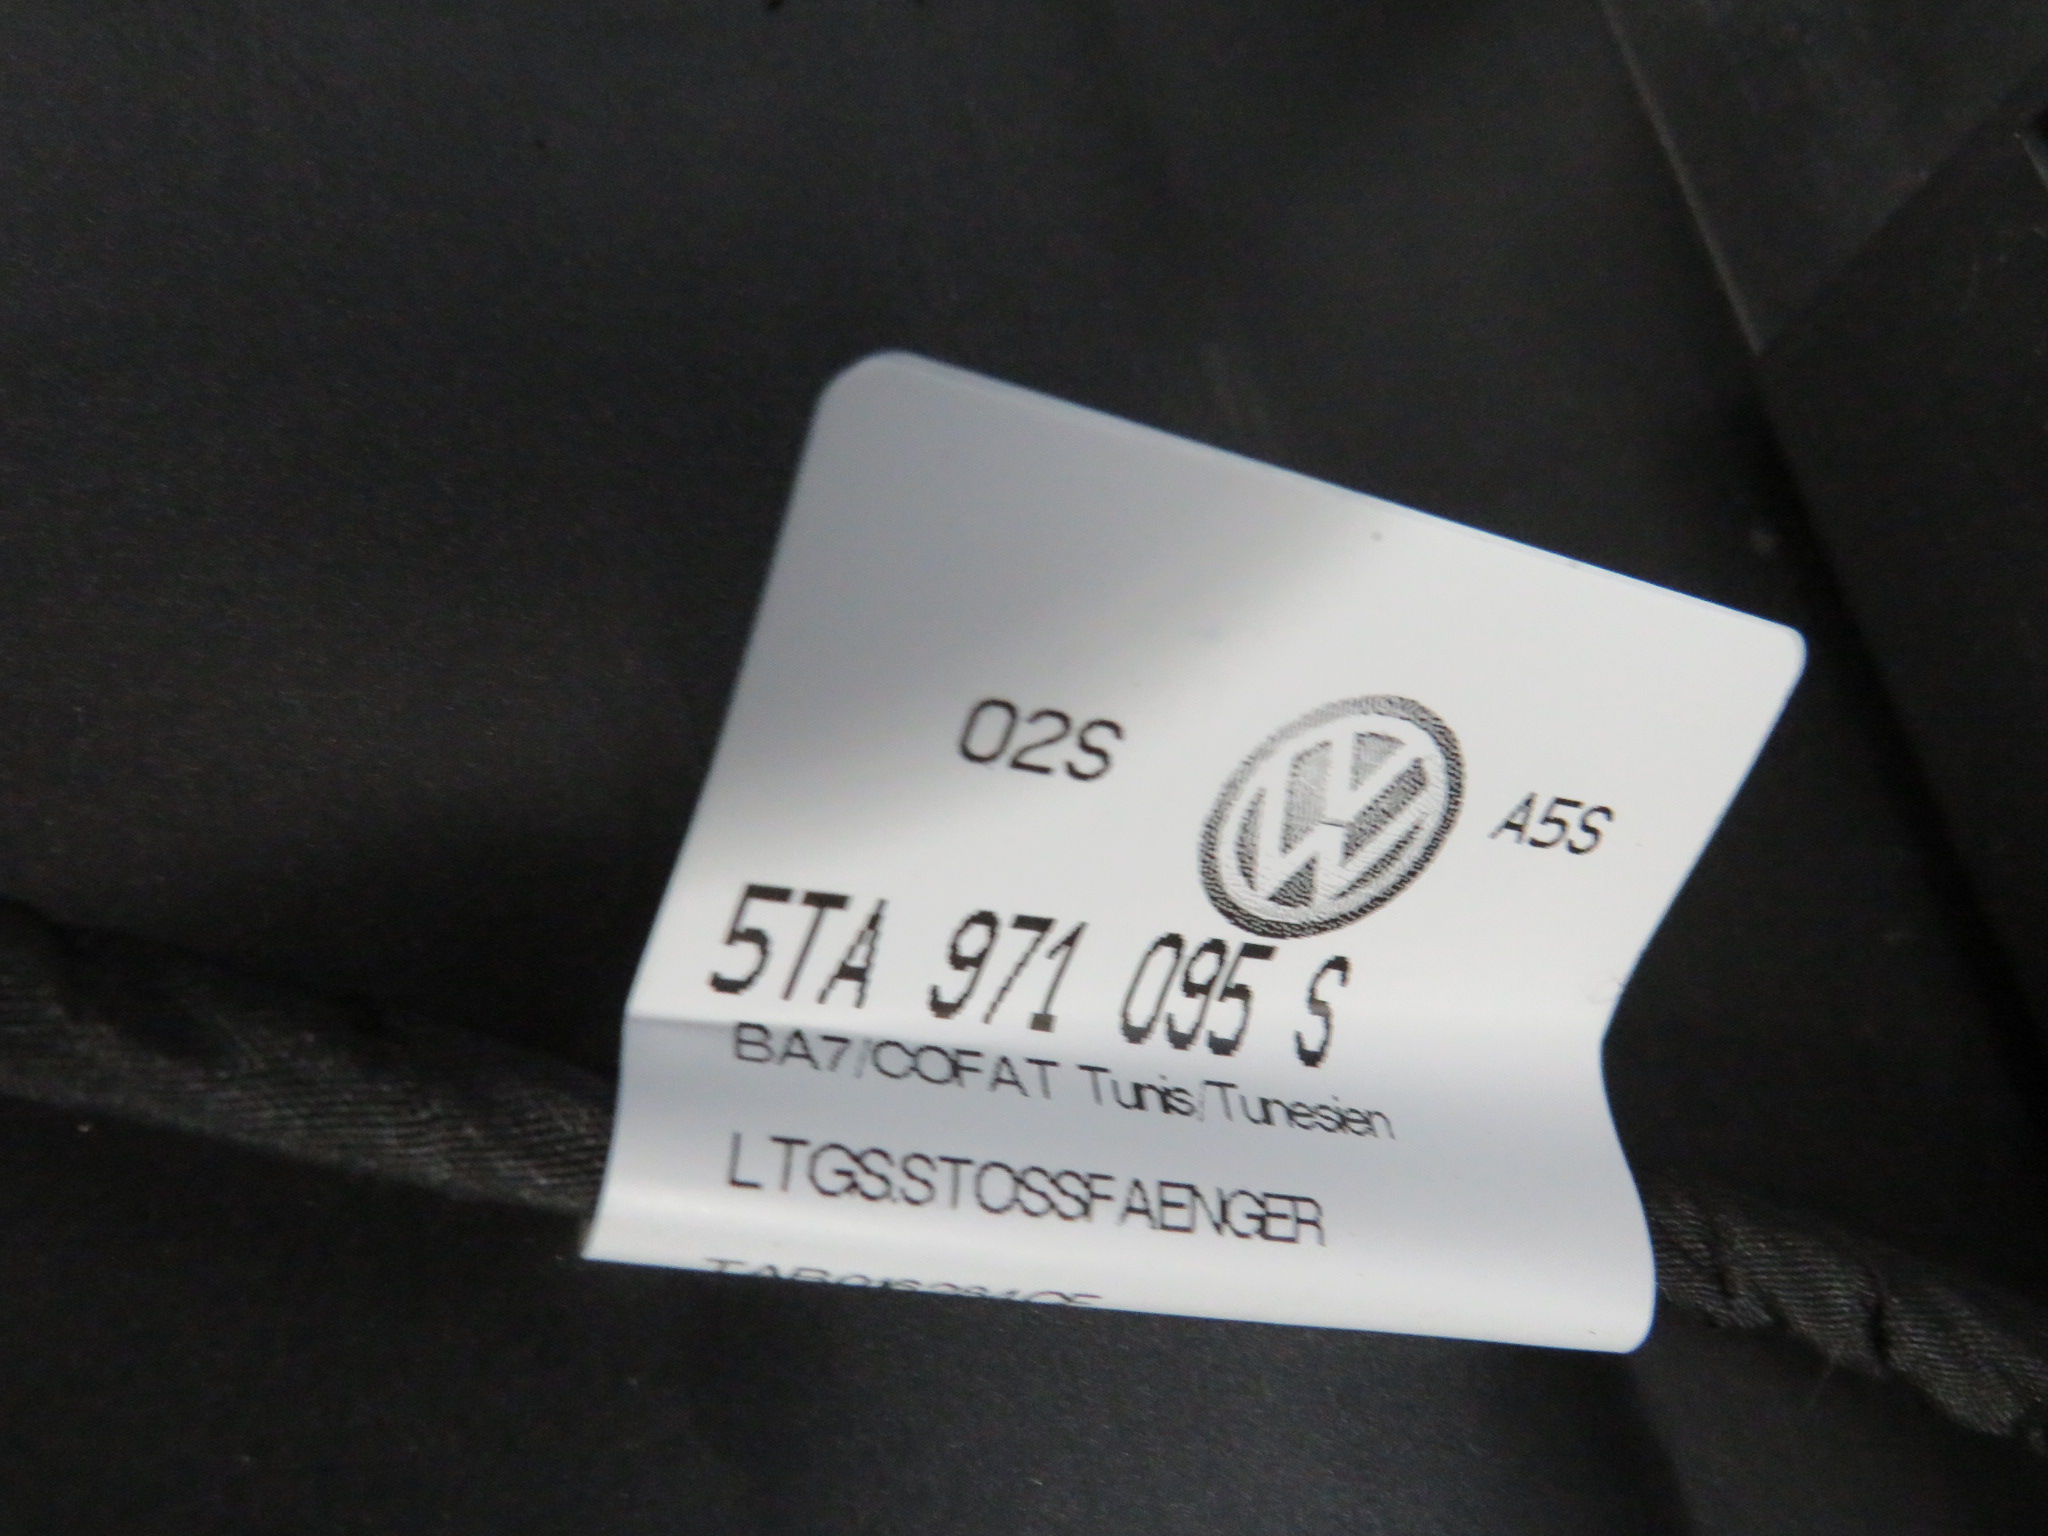 02S
A5S
5TA 971 095 S
BA7/COFAT Tunis/Tunesien
LTGS.STOSSFAENGER